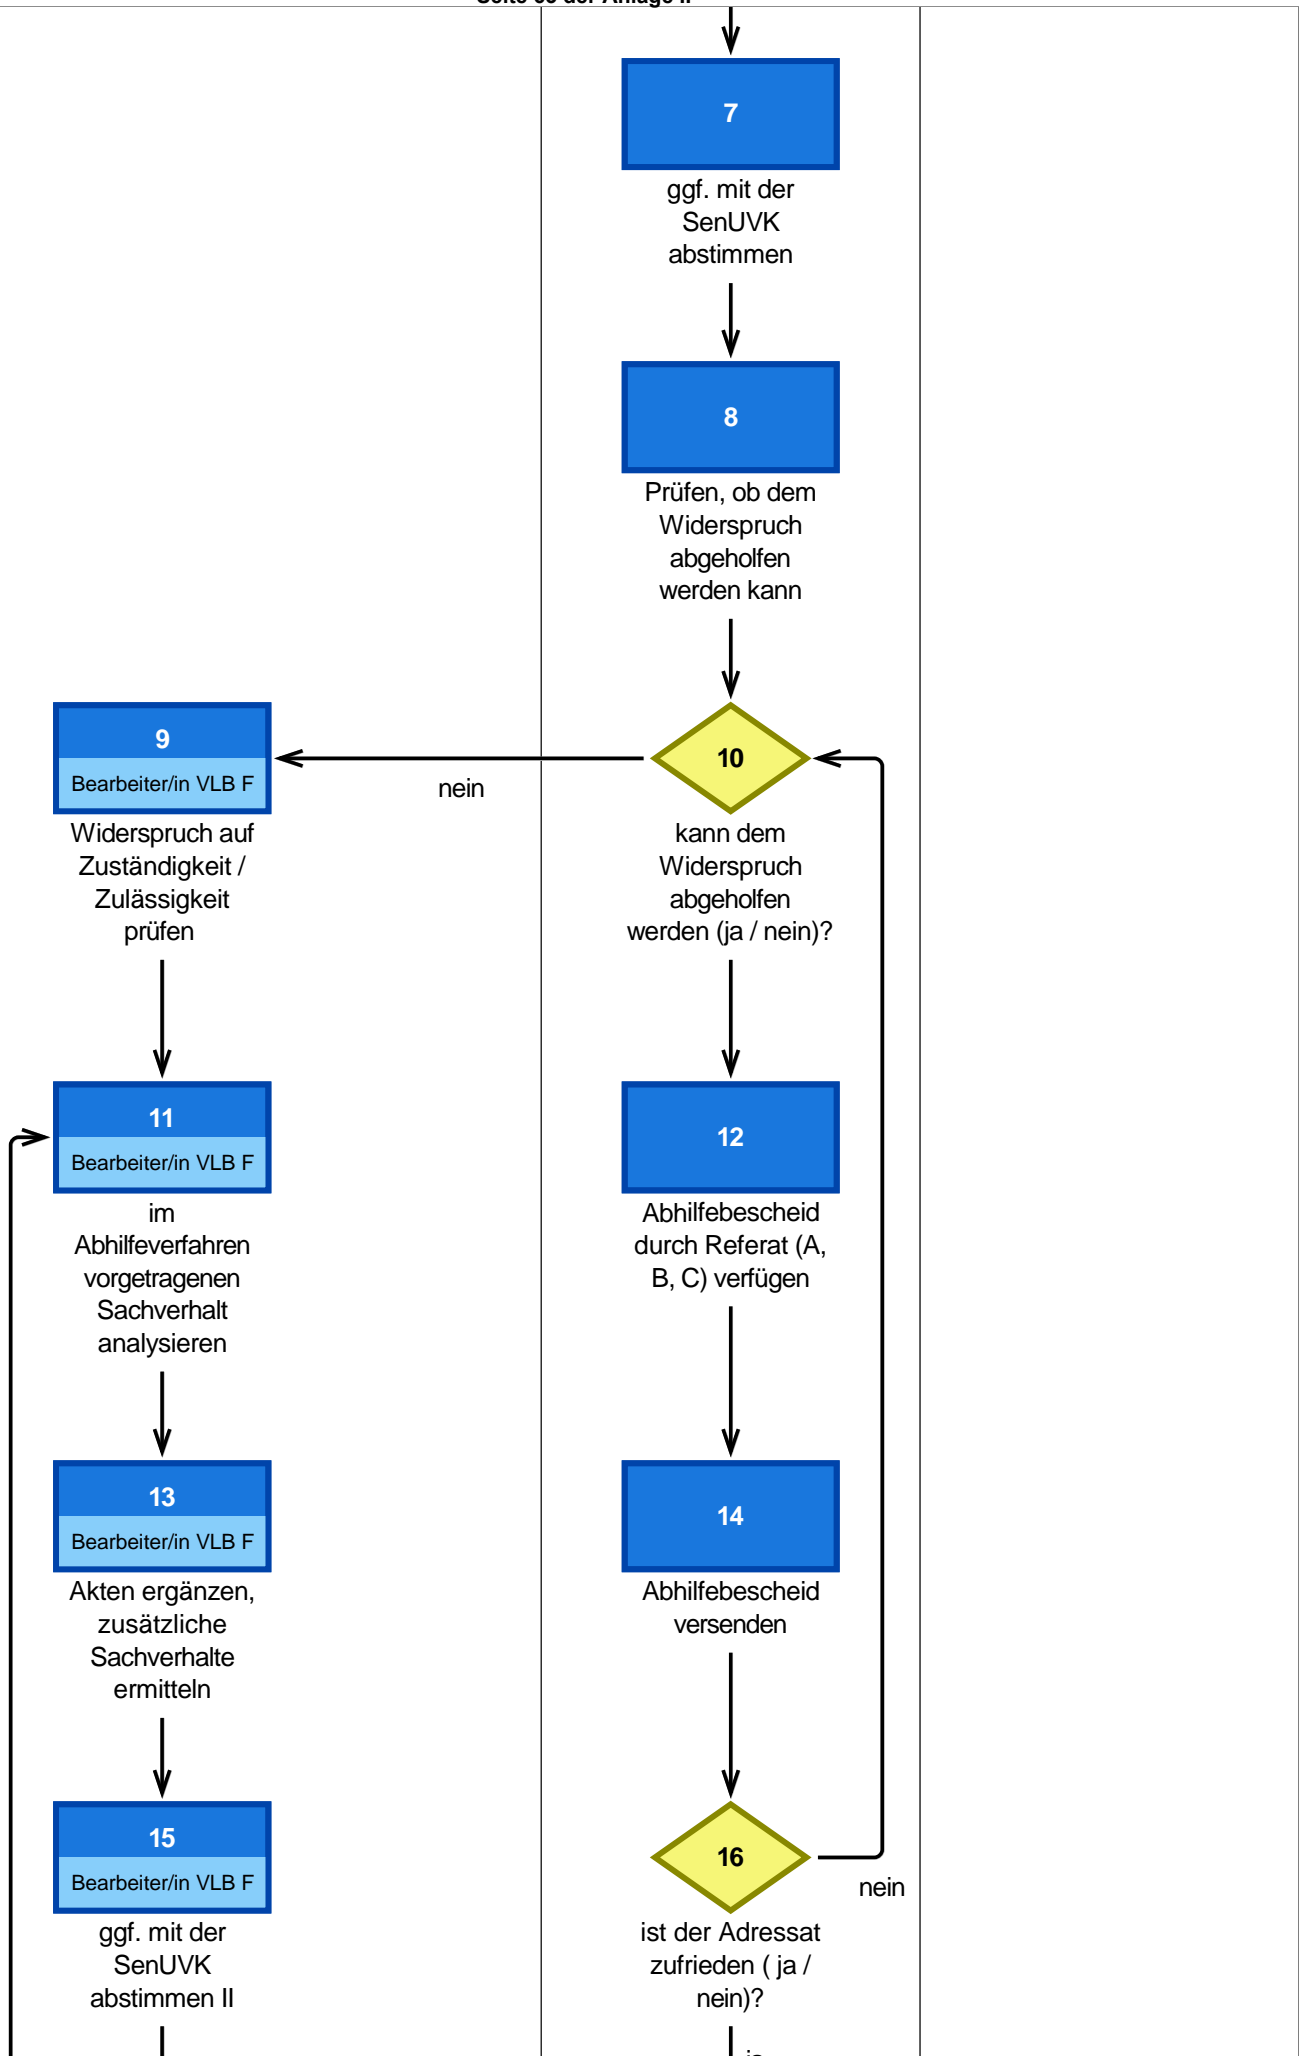 7
ggf. mit der
SenUVK
abstimmen
8
Prüfen, ob dem
Widerspruch
abgeholfen
werden kann
9
Bearbeiter/in VLB F
Widerspruch auf
Zuständigkeit /
Zulässigkeit
prüfen
nein
10
kann dem
Widerspruch
abgeholfen
werden (ja / nein)?
11
Bearbeiter/in VLB F
im
Abhilfeverfahren
vorgetragenen
Sachverhalt
analysieren
12
Abhilfebescheid
durch Referat (A,
B, C) verfügen
13
Bearbeiter/in VLB F
Akten ergänzen,
zusätzliche
Sachverhalte
ermitteln
14
Abhilfebescheid
versenden
15
Bearbeiter/in VLB F
ggf. mit der
SenUVK
abstimmen II
16
nein
ist der Adressat
zufrieden ( ja /
nein)?